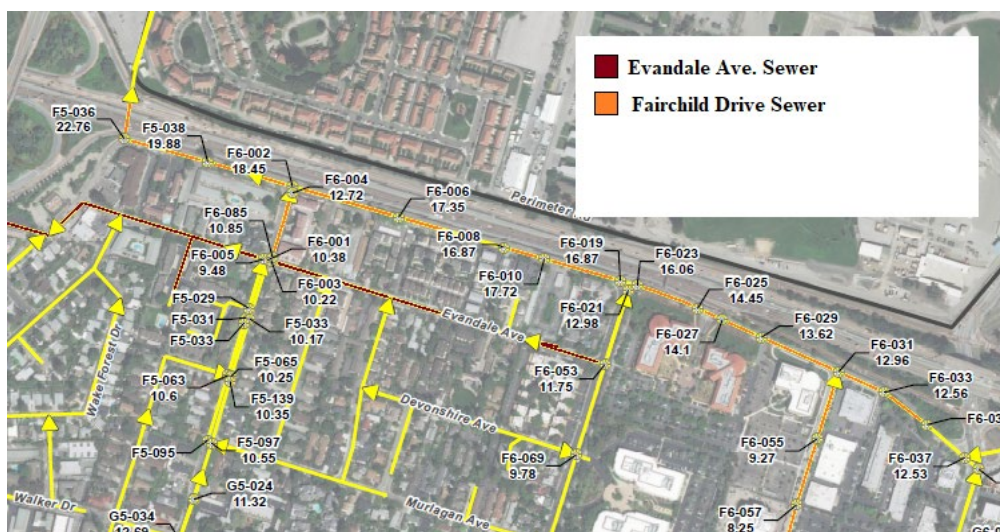 Evandale Ave. Sewer
Fairchild Drive Sewer
F5-036
22.76
F5-038
19.88
F6-002
18.45
F6-004
12.72
F6-006
17.35
Perimeter
F6-085
10.85
F6-001
10.38
F6-008
16.87
F6-019
16.87
F6-023
16.06
F6-005
9.48
F6-003
10.22
F6-010
17.72
F6-025
14.45
F5-029
F6-021
12.98
F5-031
F5-033
F5-033
10.17
Evandale Ave
F6-027
14.1
F6-029
13.62
F6-031
12.96
Wake Forest Dr
F5-063
10.6
F5-065
10.25
F6-053
11.75
F6-033
12.56
F5-139
10.35
Devonshire Ave
F5-095
F5-097
10.55
F6-055
9.27
F6-069
9.78
F6-037
12.53
G5-024
11.32
Walker Dr
Murlagan Ave
F6-057
8.25
G5-034